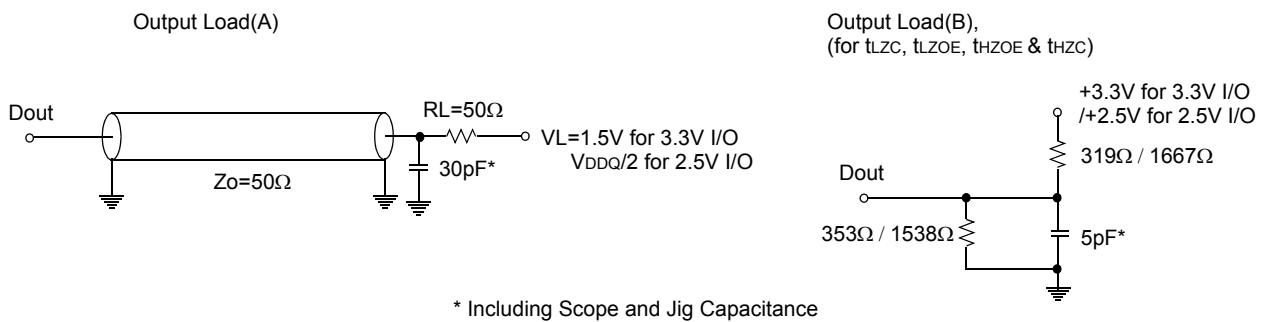 Output Load(A)
Dout
Zo=50Ω
RL=50Ω
30pF*
VL=1.5V for 3.3V I/O
VDDQ/2 for 2.5V I/O
Output Load(B),
(for tLZC, tLZOE, tHZOE & tHZC)
+3.3V for 3.3V I/O
/+2.5V for 2.5V I/O
319Ω / 1667Ω
Dout
353Ω / 1538Ω
5pF*
* Including Scope and Jig Capacitance